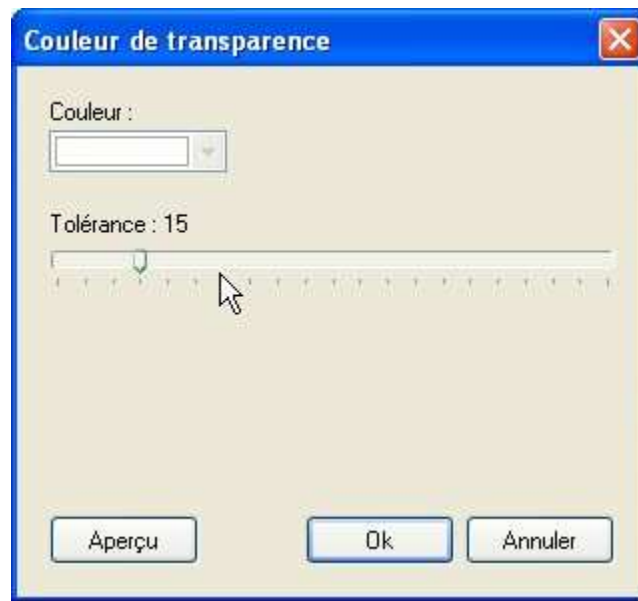 Couleur de transparence
Couleur :
Tolérance : 15
Aperçu Ok Annuler